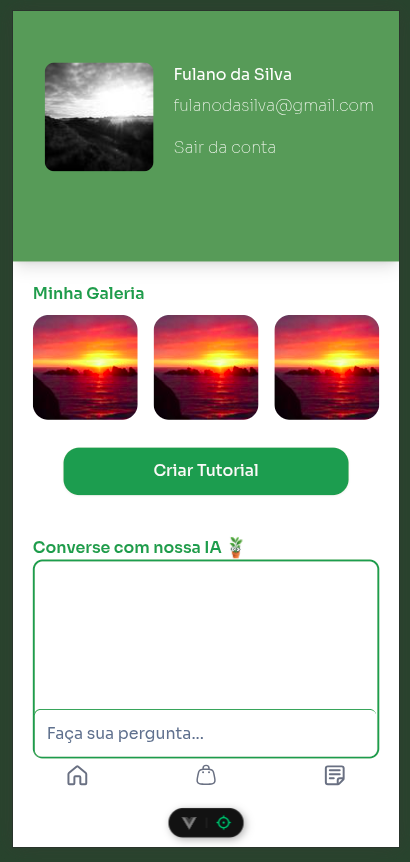 Fulano da Silva
fulanodasilva@gmail.com
Sair da conta
Minha Galeria
Criar Tutorial
Converse com nossa IA 🪴
Faça sua pergunta...